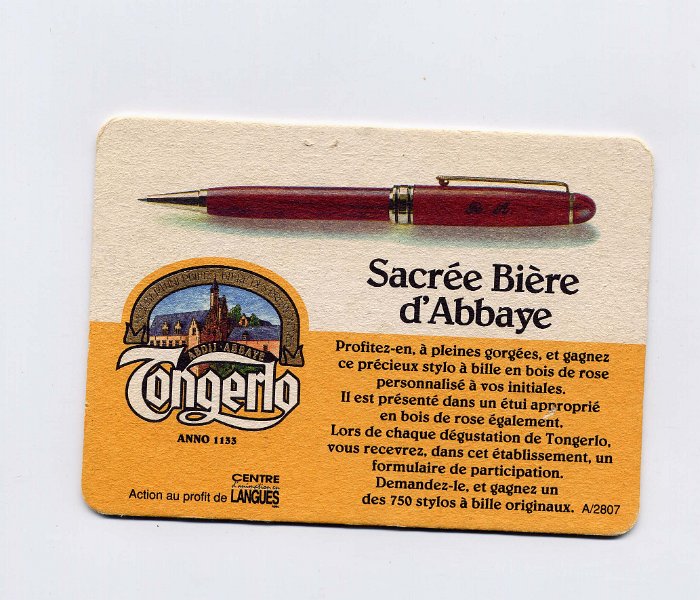 Sacrée Bière
d'Abbaye
ABDIJ-ABBAYE
Tongerlo
ANNO 1133
Profitez-en, à pleines gorgées, et gagnez
ce précieux stylo à bille en bois de rose
personnalisé à vos initiales.
Il est présenté dans un étui approprié
en bois de rose également.
Lors de chaque dégustation de Tongerlo,
vous recevrez, dans cet établissement, un
formulaire de participation.
Demandez-le, et gagnez un
des 750 stylos à bille originaux. A/2807
Action au profit de CENTRE
d'animation en
LANGUES